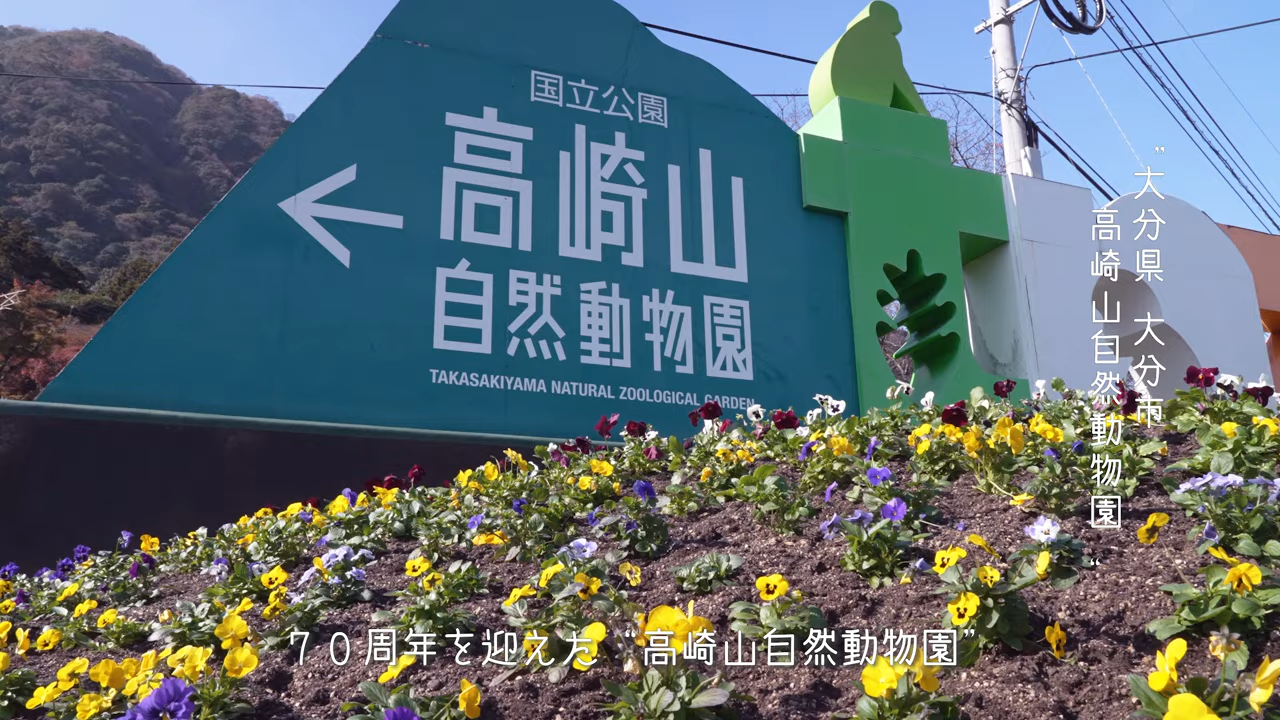 国立公園
高崎山
自然動物園
TAKASAKIYAMA NATURAL ZOOLOGICAL GARDEN
“大分県 大分市
高崎山自然動物園”
70周年を迎えた “高崎山自然動物園”